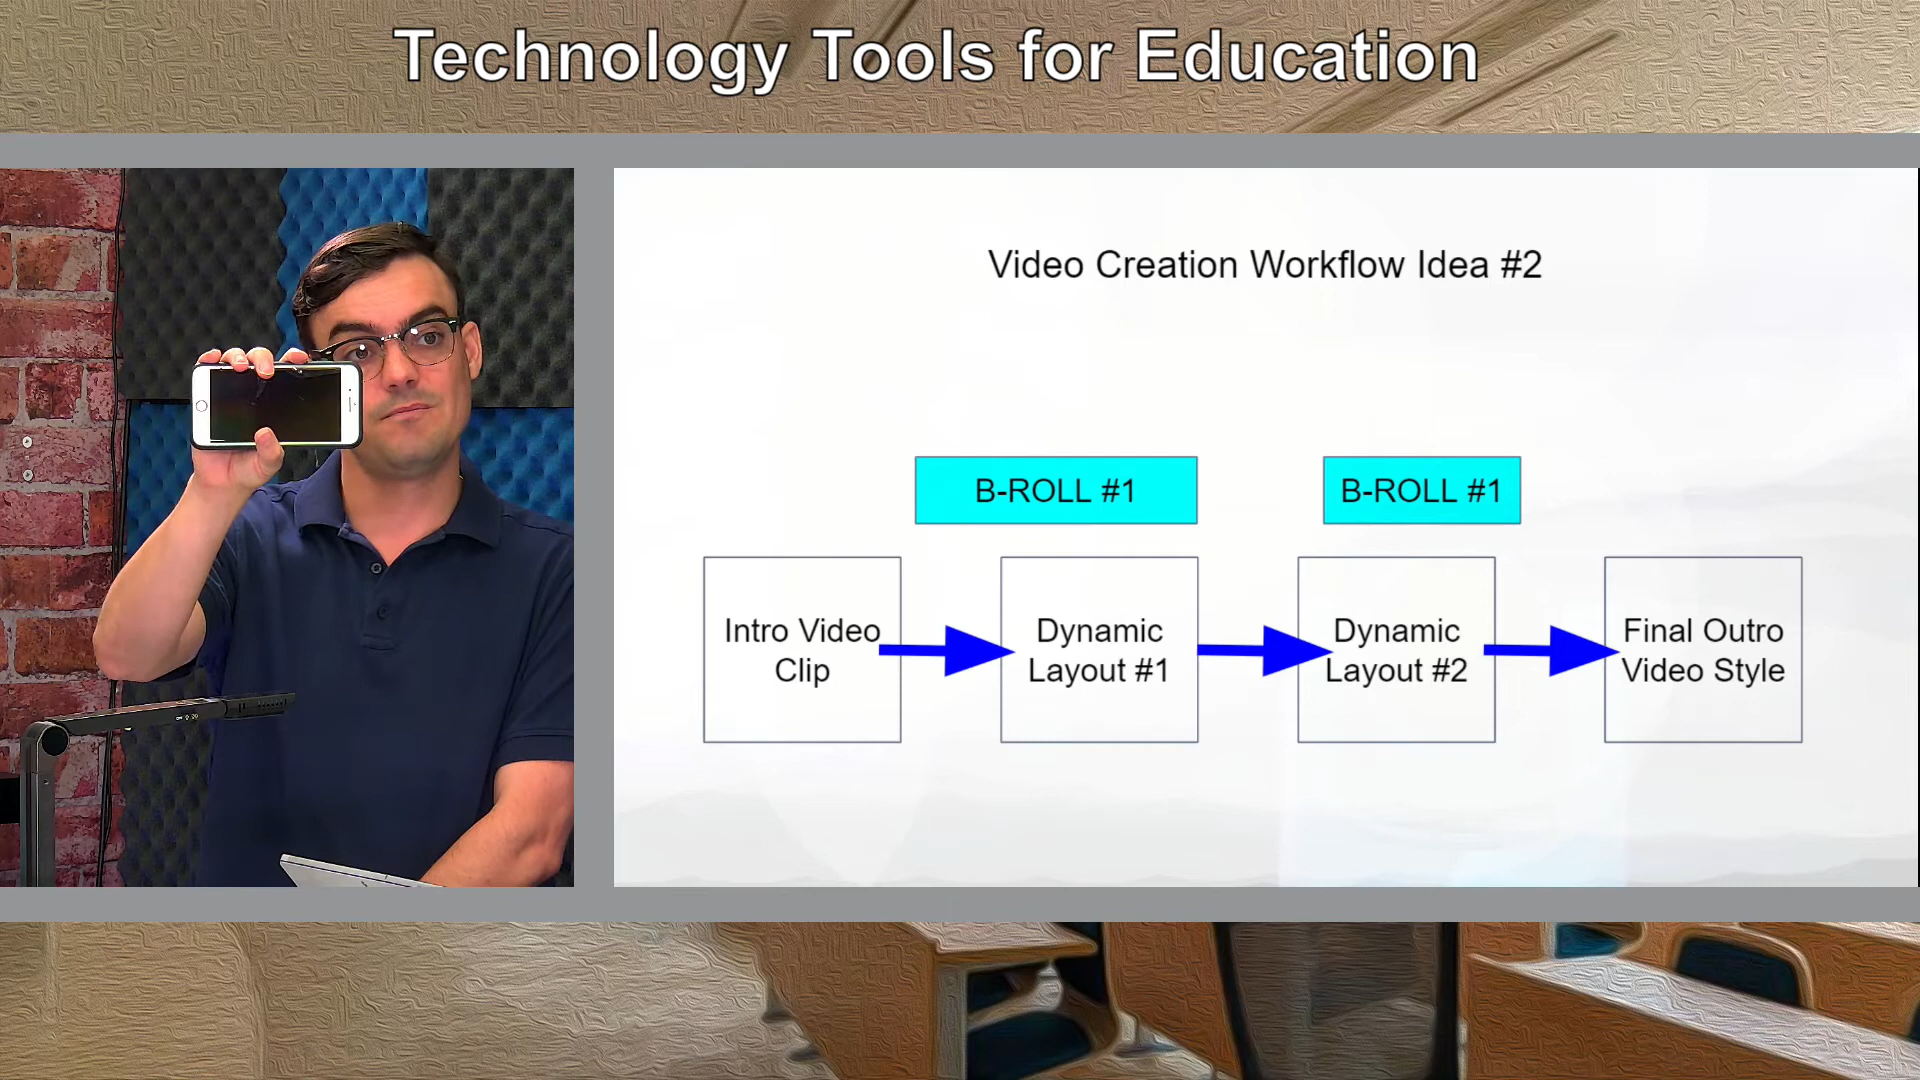 Technology Tools for Education
Video Creation Workflow Idea #2
B-ROLL #1
B-ROLL #1
Intro Video
Clip
Dynamic
Layout #1
Dynamic
Layout #2
Final Outro
Video Style